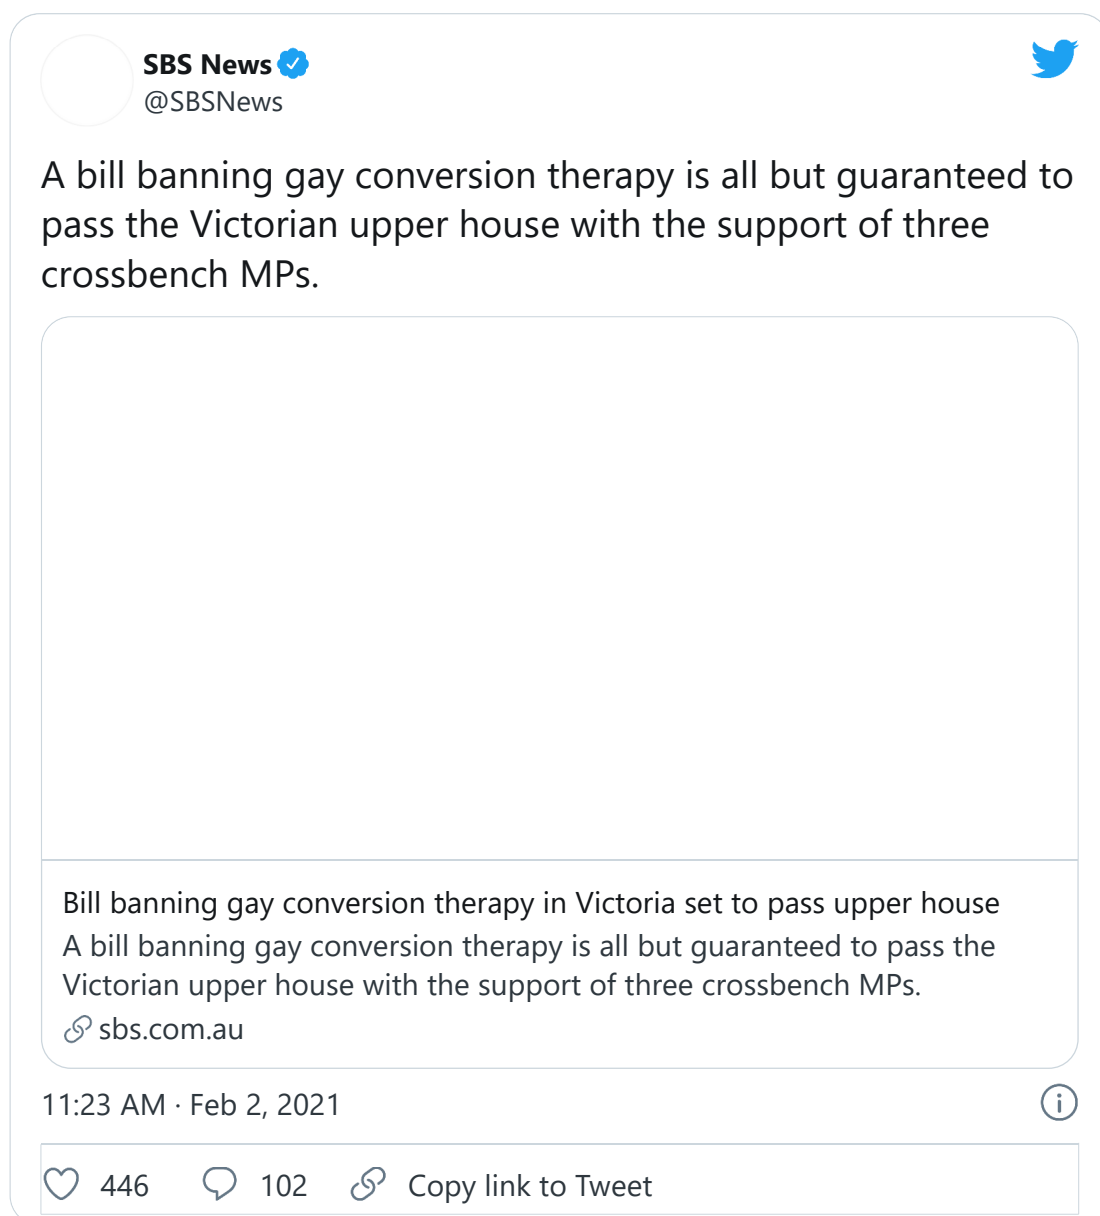 SBS News
@SBSNews
A bill banning gay conversion therapy is all but guaranteed to
pass the Victorian upper house with the support of three
crossbench MPs.
Bill banning gay conversion therapy in Victoria set to pass upper house
A bill banning gay conversion therapy is all but guaranteed to pass the
Victorian upper house with the support of three crossbench MPs.
sbs.com.au
11:23 AM · Feb 2, 2021
446 102 Copy link to Tweet